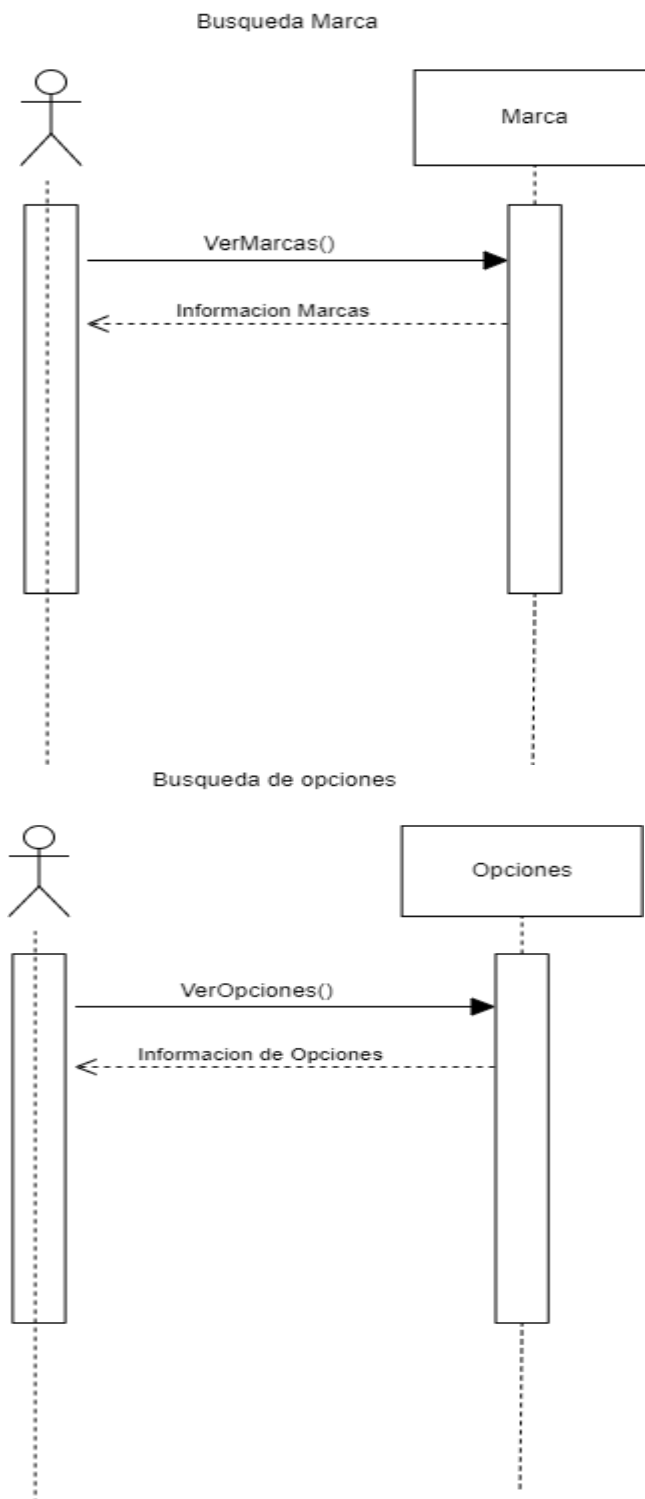 Busqueda Marca
Marca
VerMarcas()
Informacion Marcas
Busqueda de opciones
Opciones
VerOpciones()
Informacion de Opciones